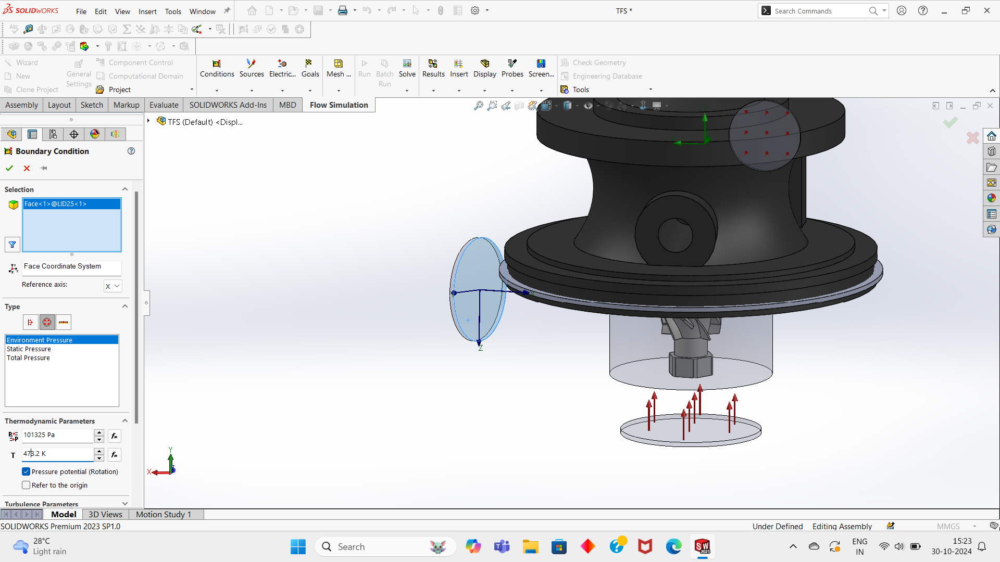 SOLIDWORKS File Edit View Insert Tools Window TFS * Search Commands
Abc
Wizard General Settings Component Control Conditions Sources Electric... Goals Mesh ... Run Batch Run Solve Results Insert Display Probes Screen... Check Geometry
New Computational Domain Engineering Database
Clone Project Project Tools
Assembly Layout Sketch Markup Evaluate SOLIDWORKS Add-Ins MBD Flow Simulation
TFS (Default) <Displ...
Boundary Condition
Selection
Face<1>@LID25<1>
Face Coordinate System
Reference axis: X
Type
Environment Pressure
Static Pressure
Total Pressure
Thermodynamic Parameters
101325 Pa
T 473.2 K
Pressure potential (Rotation)
Refer to the origin
Turbulence Parameters
Z
Y
X
Model 3D Views Motion Study 1
SOLIDWORKS Premium 2023 SP1.0 Under Defined Editing Assembly MMGS
28°C
Light rain
Search
SW
2023
ENG
IN
15:23
30-10-2024